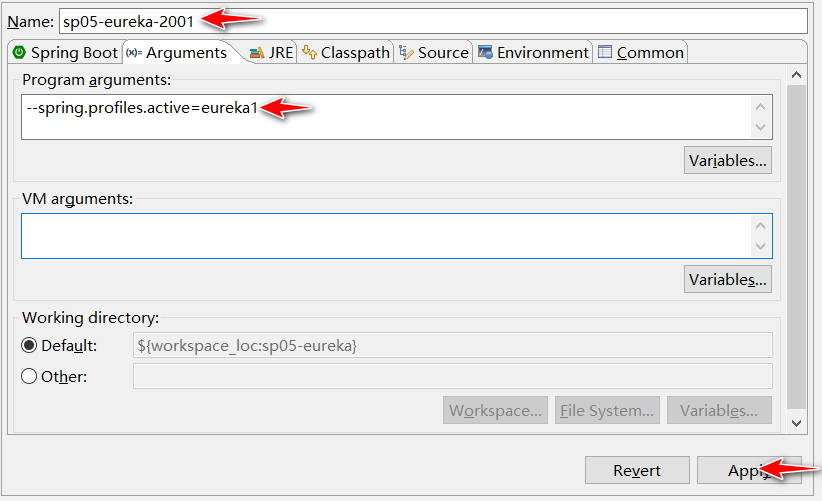 Name: sp05-eureka-2001
Spring Boot (x)= Arguments JRE Classpath Source Environment Common
Program arguments:
--spring.profiles.active=eureka1
Variables...
VM arguments:
Variables...
Working directory:
Default: ${workspace_loc:sp05-eureka}
Other:
Workspace... File System... Variables...
Revert Apply